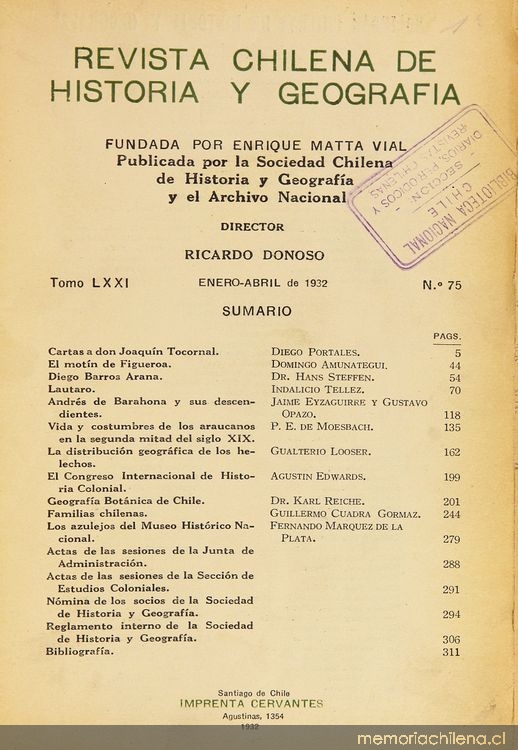 REVISTA CHILENA DE
HISTORIA Y GEOGRAFIA
FUNDADA POR ENRIQUE MATTA VIAL
Publicada por la Sociedad Chilena
de Historia y Geografía
y el Archivo Nacional
BIBLIOTECA NACIONAL
CHILE
SECCION
DIARIOS, PERIODICOS Y
REVISTAS CHILENAS
DIRECTOR
RICARDO DONOSO
Tomo LXXI ENERO-ABRIL de 1932 N.º 75
SUMARIO
PAGS.
Cartas a don Joaquín Tocornal. DIEGO PORTALES. 5
El motín de Figueroa. DOMINGO AMUNATEGUI. 44
Diego Barros Arana. DR. HANS STEFFEN. 54
Lautaro. INDALICIO TELLEZ. 70
Andrés de Barahona y sus descen- JAIME EYZAGUIRRE Y GUSTAVO
dientes. OPAZO. 118
Vida y costumbres de los araucanos P. E. DE MOESBACH. 135
en la segunda mitad del siglo XIX.
La distribución geográfica de los he- GUALTERIO LOOSER. 162
lechos.
El Congreso Internacional de Histo- AGUSTIN EDWARDS. 199
ria Colonial.
Geografía Botánica de Chile. DR. KARL REICHE. 201
Familias chilenas. GUILLERMO CUADRA GORMAZ. 244
Los azulejos del Museo Histórico Na- FERNANDO MARQUEZ DE LA
cional. PLATA. 279
Actas de las sesiones de la Junta de
Administración. 288
Actas de las sesiones de la Sección de
Estudios Coloniales. 291
Nómina de los socios de la Sociedad
de Historia y Geografía. 294
Reglamento interno de la Sociedad
de Historia y Geografía. 306
Bibliografía. 311
Santiago de Chile
IMPRENTA CERVANTES
Agustinas, 1354
1932
memoriachilena.cl